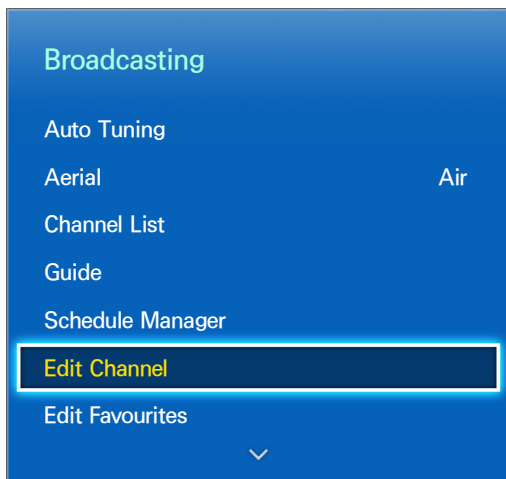 Broadcasting
Auto Tuning
Aerial Air
Channel List
Guide
Schedule Manager
Edit Channel
Edit Favourites